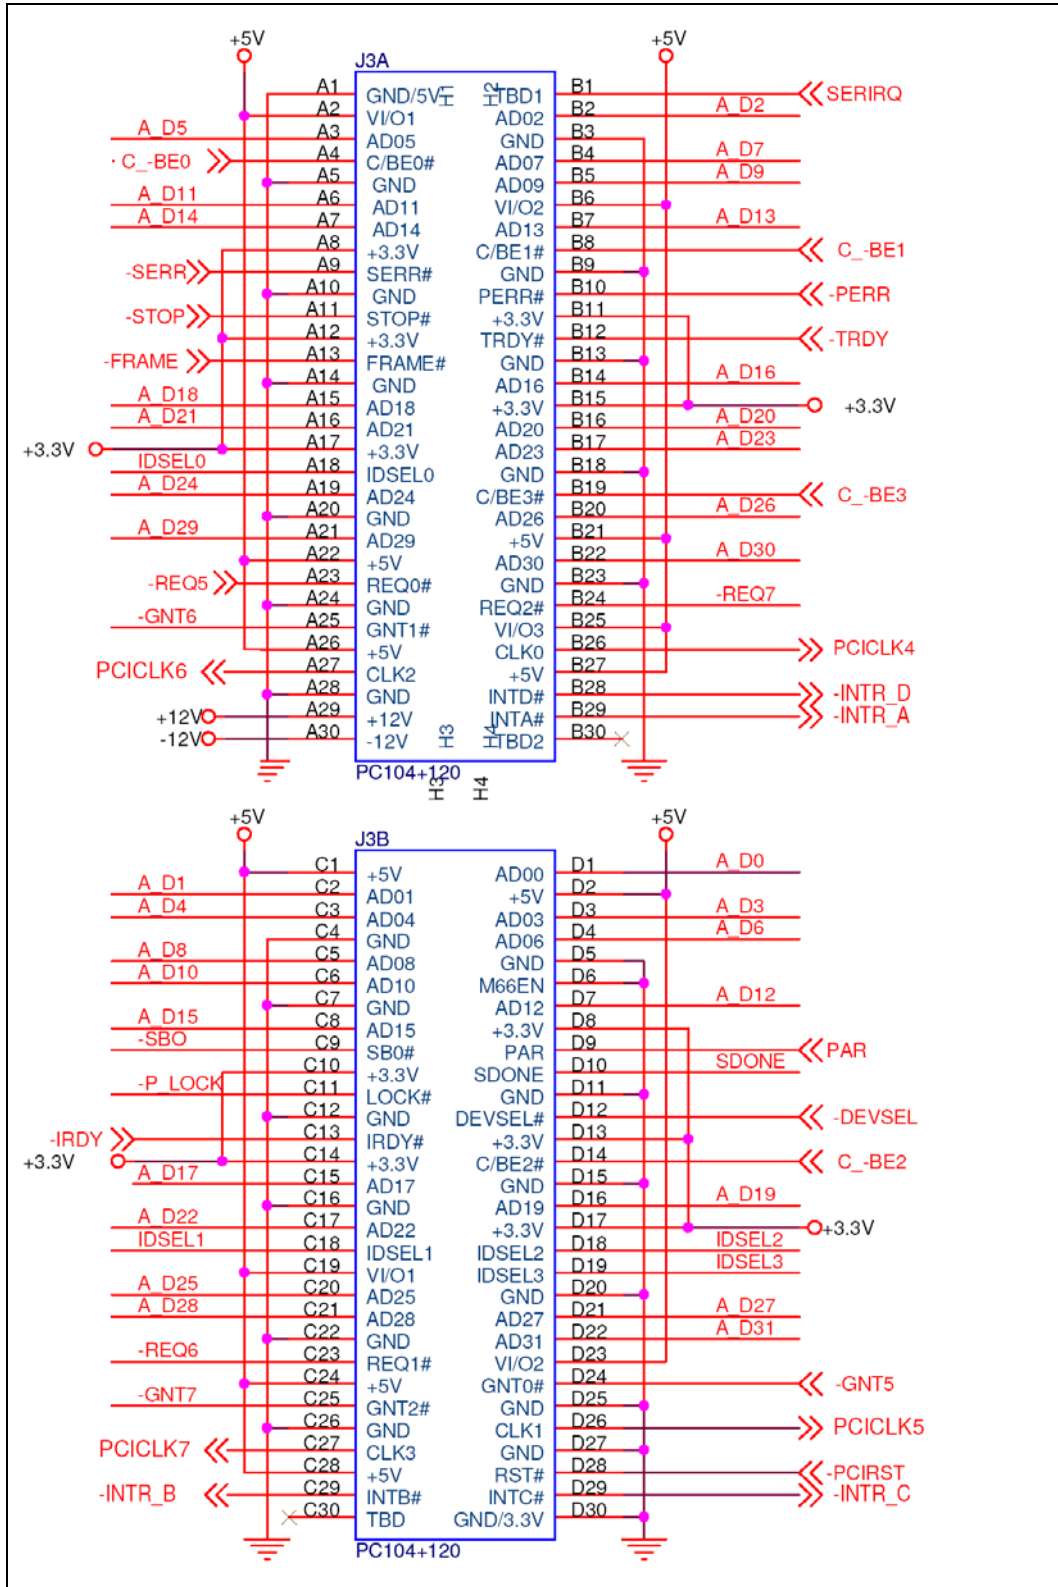 +5V +5V
J3A
A1 GND/5V H1 H2 TBD1 B1 SERIRQ
A2 VI/O1 AD02 B2 A_D2
A_D5 A3 AD05 GND B3
C_-BE0 A4 C/BE0# AD07 B4 A_D7
A5 GND AD09 B5 A_D9
A_D11 A6 AD11 VI/O2 B6
A_D14 A7 AD14 AD13 B7 A_D13
A8 +3.3V C/BE1# B8 C_-BE1
-SERR A9 SERR# GND B9
A10 GND PERR# B10 -PERR
-STOP A11 STOP# +3.3V B11
A12 +3.3V TRDY# B12 -TRDY
-FRAME A13 FRAME# GND B13
A14 GND AD16 B14 A_D16
A_D18 A15 AD18 +3.3V B15 +3.3V
A_D21 A16 AD21 AD20 B16 A_D20
+3.3V A17 +3.3V AD23 B17 A_D23
IDSEL0 A18 IDSEL0 GND B18
A_D24 A19 AD24 C/BE3# B19 C_-BE3
A20 GND AD26 B20 A_D26
A_D29 A21 AD29 +5V B21
A22 +5V AD30 B22 A_D30
-REQ5 A23 REQ0# GND B23
A24 GND REQ2# B24 -REQ7
-GNT6 A25 GNT1# VI/O3 B25
A26 +5V CLK0 B26 PCICLK4
PCICLK6 A27 CLK2 +5V B27
A28 GND INTD# B28 -INTR_D
+12V A29 +12V INTA# B29 -INTR_A
-12V A30 -12V H3 H4 TBD2 B30
PC104+120
H3 H4
+5V +5V
J3B
C1 +5V AD00 D1 A_D0
A_D1 C2 AD01 +5V D2
A_D4 C3 AD04 AD03 D3 A_D3
C4 GND AD06 D4 A_D6
A_D8 C5 AD08 GND D5
A_D10 C6 AD10 M66EN D6
C7 GND AD12 D7 A_D12
A_D15 C8 AD15 +3.3V D8
-SBO C9 SB0# PAR D9 PAR
C10 +3.3V SDONE D10 SDONE
-P_LOCK C11 LOCK# GND D11
C12 GND DEVSEL# D12 -DEVSEL
-IRDY C13 IRDY# +3.3V D13
+3.3V C14 +3.3V C/BE2# D14 C_-BE2
A_D17 C15 AD17 GND D15
C16 GND AD19 D16 A_D19
A_D22 C17 AD22 +3.3V D17 +3.3V
IDSEL1 C18 IDSEL1 IDSEL2 D18 IDSEL2
C19 VI/O1 IDSEL3 D19 IDSEL3
A_D25 C20 AD25 GND D20
A_D28 C21 AD28 AD27 D21 A_D27
C22 GND AD31 D22 A_D31
-REQ6 C23 REQ1# VI/O2 D23
C24 +5V GNT0# D24 -GNT5
-GNT7 C25 GNT2# GND D25
C26 GND CLK1 D26 PCICLK5
PCICLK7 C27 CLK3 GND D27
C28 +5V RST# D28 -PCIRST
-INTR_B C29 INTB# INTC# D29 -INTR_C
C30 TBD GND/3.3V D30
PC104+120